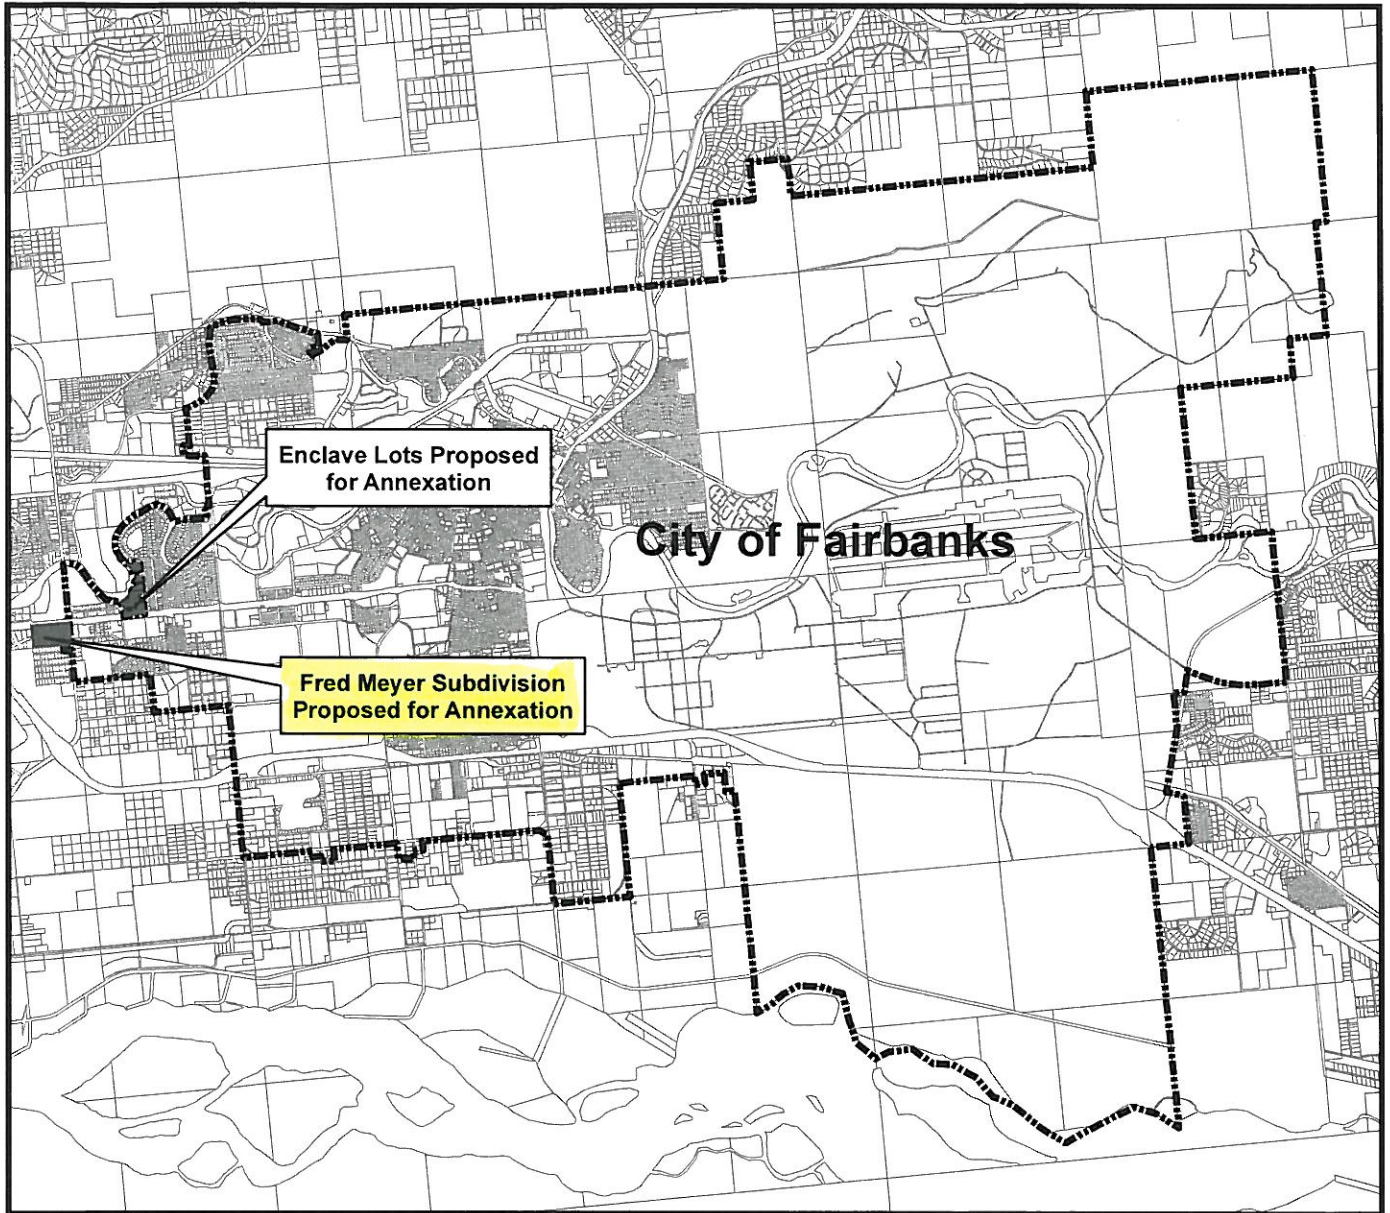 Enclave Lots Proposed
for Annexation
City of Fairbanks
Fred Meyer Subdivision
Proposed for Annexation